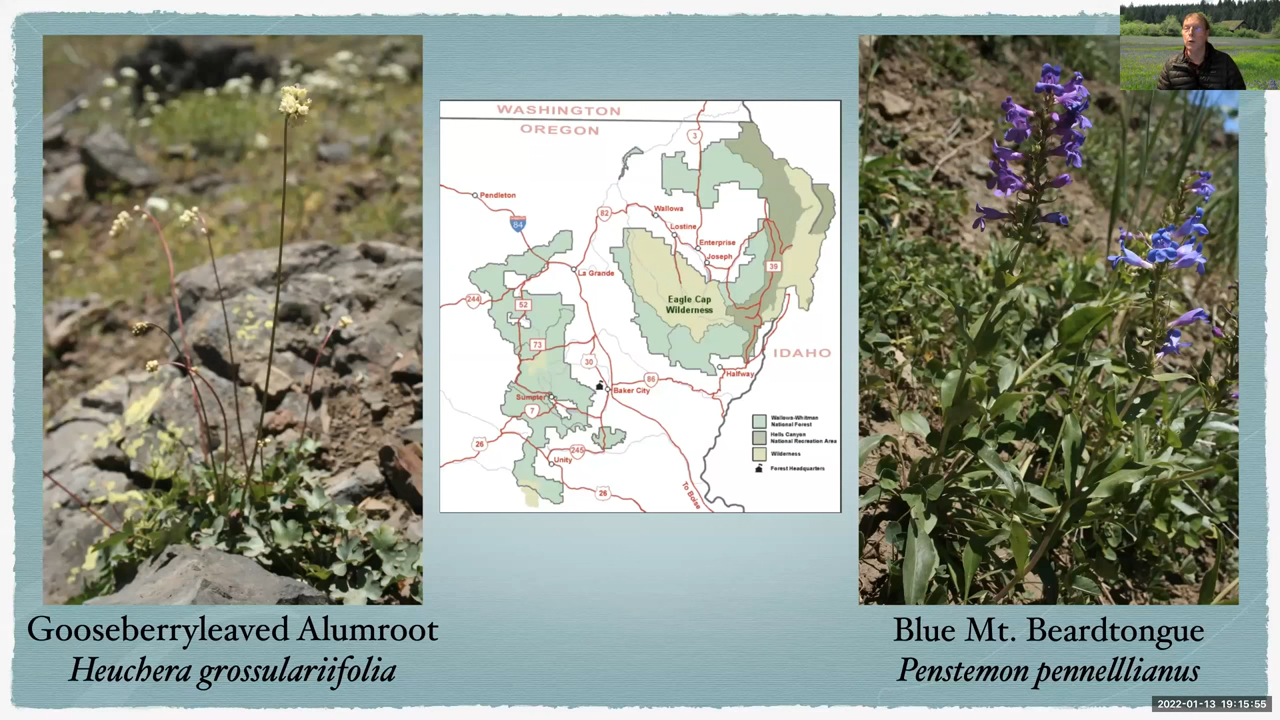 WASHINGTON
OREGON
3
Pendleton
84
82
Wallowa
Lostine
Enterprise
Joseph
39
La Grande
244
52
Eagle Cap
Wilderness
73
30
IDAHO
Halfway
86
Baker City
Sumpter
7
26
245
Unity
26
To Boise
Wallowa-Whitman
National Forest
Hells Canyon
National Recreation Area
Wilderness
Forest Headquarters
Gooseberryleaved Alumroot
Heuchera grossulariifolia
Blue Mt. Beardtongue
Penstemon pennelllianus
2022-01-13 19:15:55